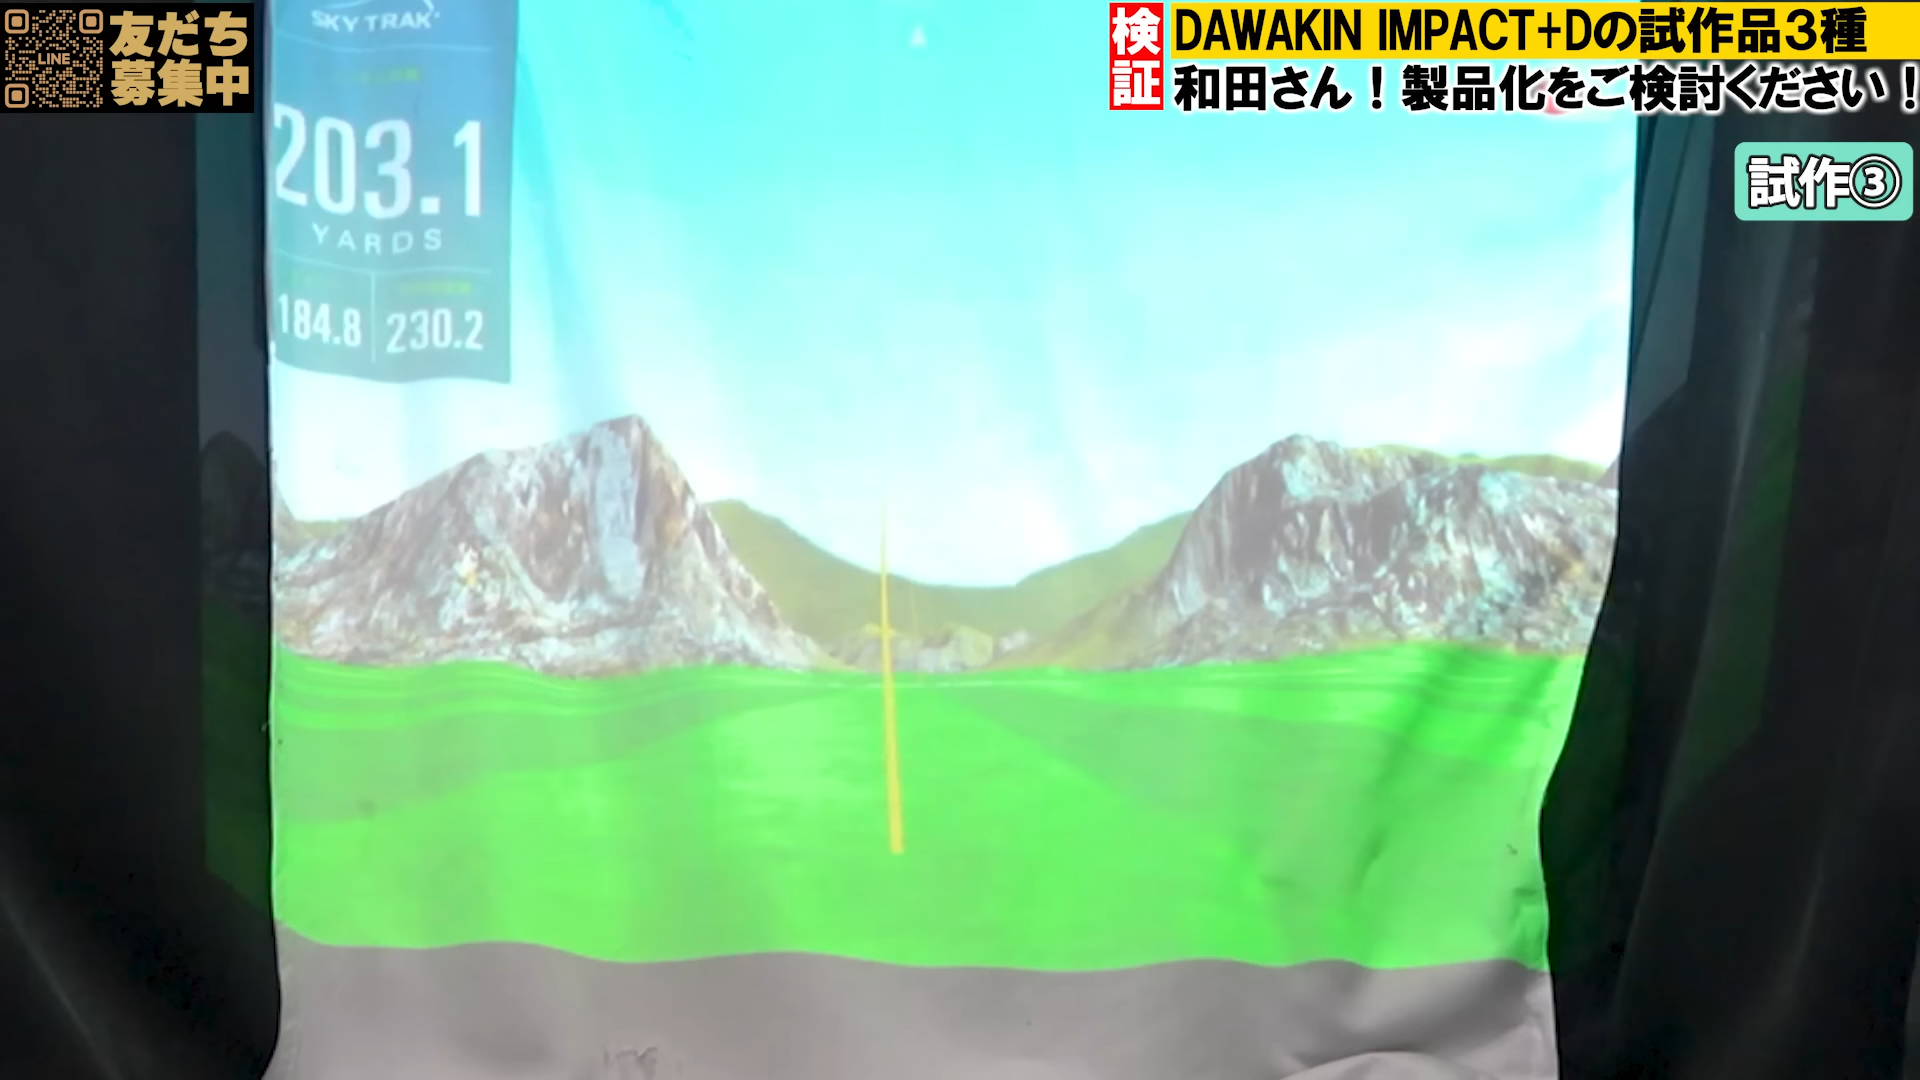 LINE
友だち
募集中
SKYTRAK
203.1
YARDS
184.8
230.2
検証
DAWAKIN IMPACT+Dの試作品3種
和田さん！製品化をご検討ください！
試作③